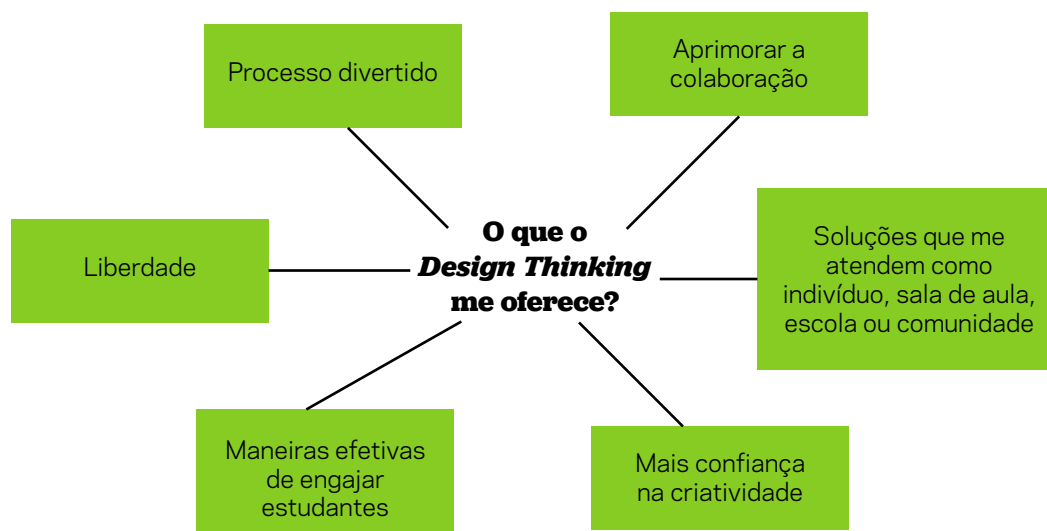 Processo divertido
Aprimorar a
colaboração
O que o
Design Thinking
me oferece?
Liberdade
Soluções que me
atendem como
indivíduo, sala de aula,
escola ou comunidade
Maneiras efetivas
de engajar
estudantes
Mais confiança
na criatividade